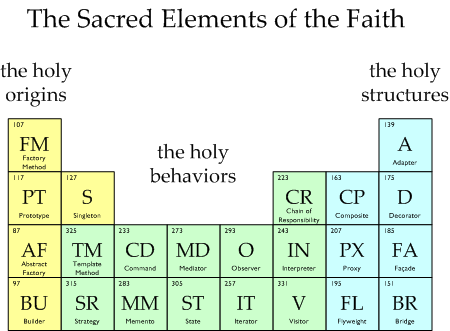 The Sacred Elements of the Faith
the holy
origins
the holy
structures
the holy
behaviors
107
FM
Factory
Method
139
A
Adapter
117
PT
Prototype
127
S
Singleton
223
CR
Chain of
Responsibility
163
CP
Composite
175
D
Decorator
87
AF
Abstract
Factory
325
TM
Template
Method
233
CD
Command
273
MD
Mediator
293
O
Observer
243
IN
Interpreter
207
PX
Proxy
185
FA
Façade
97
BU
Builder
315
SR
Strategy
283
MM
Memento
305
ST
State
257
IT
Iterator
331
V
Visitor
195
FL
Flyweight
151
BR
Bridge